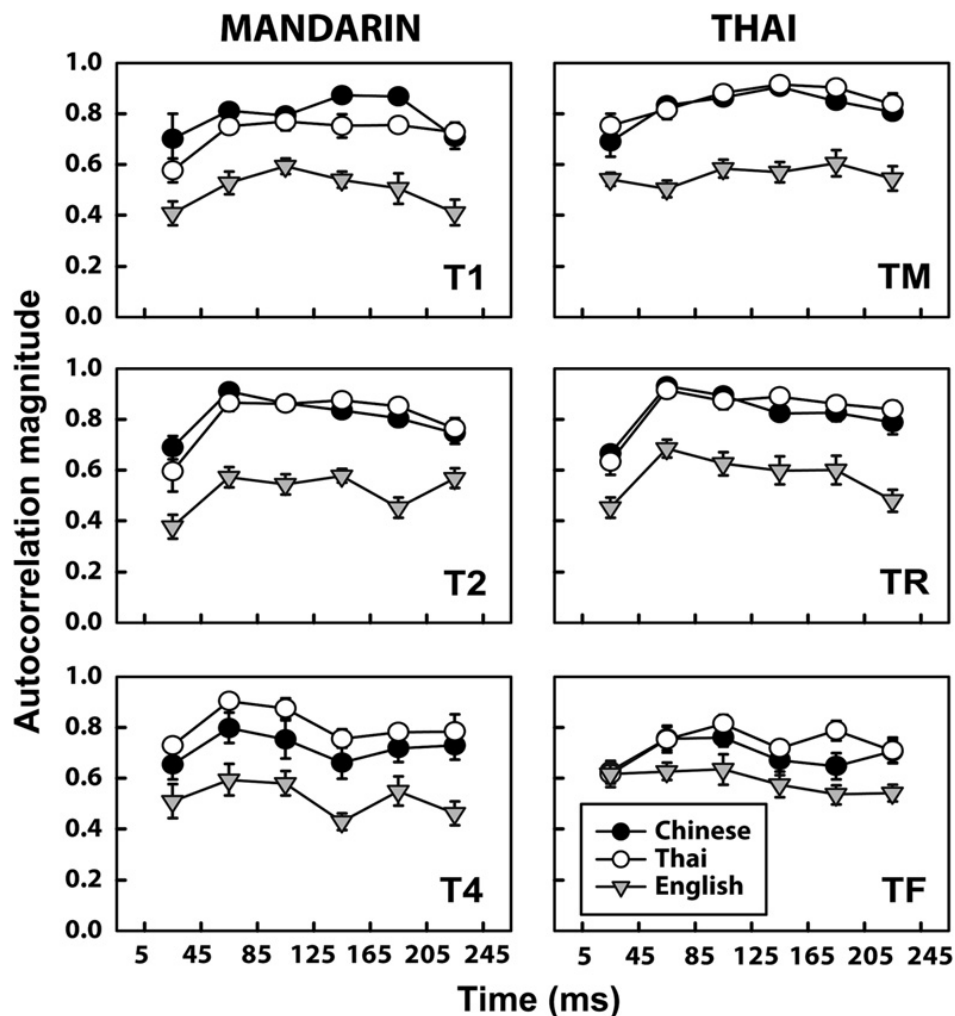 MANDARIN THAI
Autocorrelation magnitude
1.0
0.8
0.6
0.4
0.2
0.0
T1
TM
1.0
0.8
0.6
0.4
0.2
0.0
T2
TR
1.0
0.8
0.6
0.4
0.2
0.0
T4
Chinese
Thai
English
TF
5 45 85 125 165 205 245 5 45 85 125 165 205 245
Time (ms)